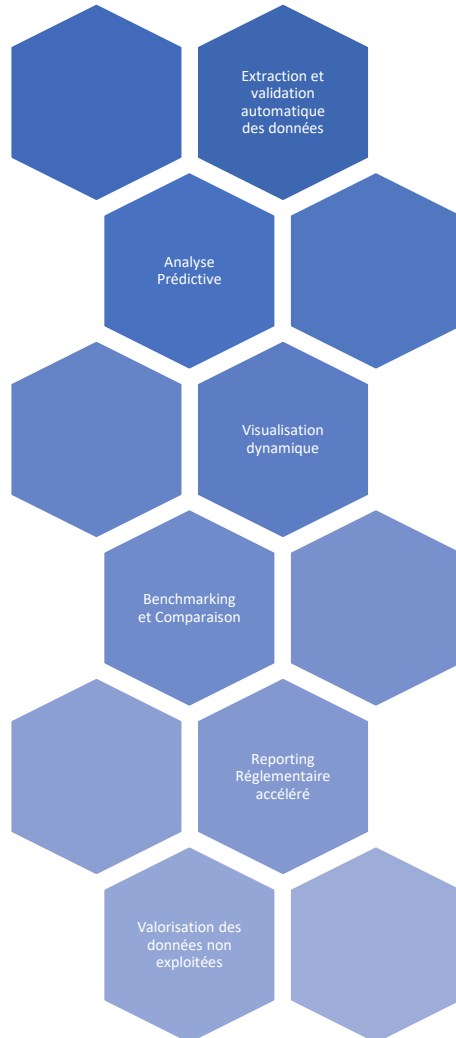 Extraction et
validation
automatique
des données
Analyse
Prédictive
Visualisation
dynamique
Benchmarking
et Comparaison
Reporting
Réglementaire
accéléré
Valorisation des
données non
exploitées